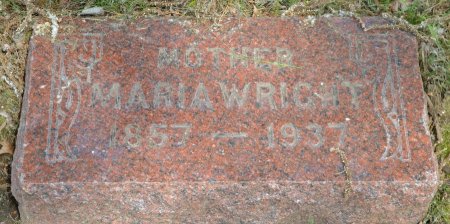 MOTHER
MARIA WRIGHT
1857 — 1937